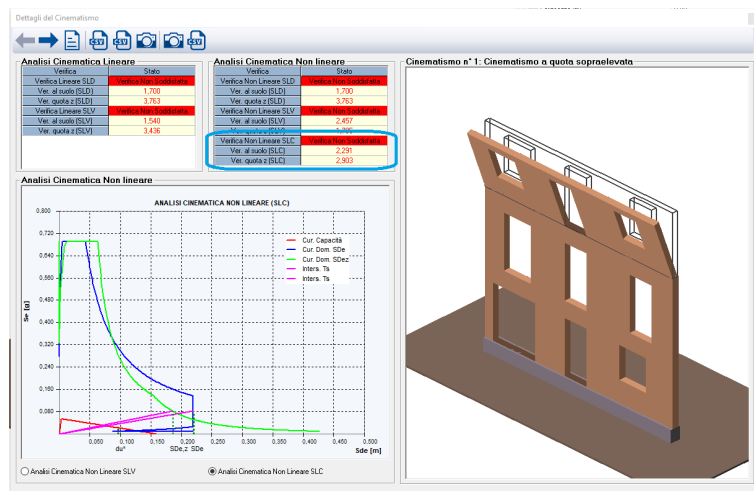 Dettagli del Cinematismo
CSV CSV CSV
Analisi Cinematica Lineare
Verifica Stato
Verifica Lineare SLD Verifica Non Soddisfatta
Ver. al suolo (SLD) 1,700
Ver. quota z (SLD) 3,763
Verifica Lineare SLV Verifica Non Soddisfatta
Ver. al suolo (SLV) 1,540
Ver. quota z (SLV) 3,436
Analisi Cinematica Non lineare
Verifica Stato
Verifica Non Lineare SLD Verifica Non Soddisfatta
Ver. al suolo (SLD) 1,700
Ver. quota z (SLD) 3,763
Verifica Non Lineare SLV Verifica Non Soddisfatta
Ver. al suolo (SLV) 2,457
Verifica Non Lineare SLC Verifica Non Soddisfatta
Ver. al suolo (SLC) 2,291
Ver. quota z (SLC) 2,903
Cinematismo n° 1: Cinematismo a quota sopraelevata
Analisi Cinematica Non lineare
ANALISI CINEMATICA NON LINEARE (SLC)
0.800
0,720
0,640
0,560
0,480
0,400
0,320
0,240
0,160
0,080
Se [g]
Cur. Capacità
Cur. Dom. SDe
Cur. Dom. SDez
Inters. Ts
Inters. Ts
0,050 0,100 0,150 0,200 0,250 0,300 0,350 0,400 0,450 0,500
du* SDe,z SDe Sde [m]
Analisi Cinematica Non Lineare SLV Analisi Cinematica Non Lineare SLC